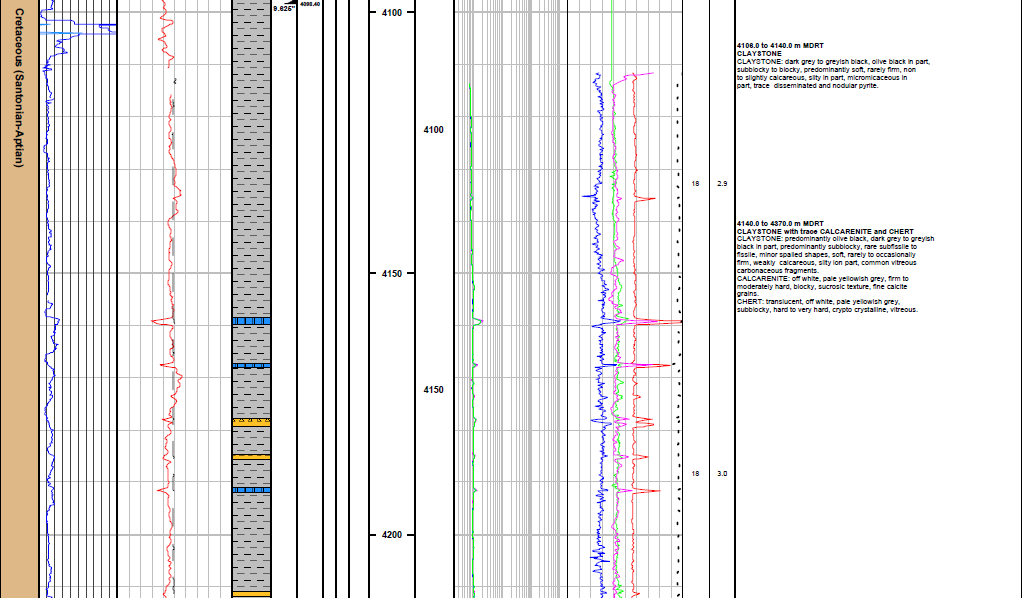 Cretaceous (Santonian-Aptian)
9.625"
4098.40
4100
4100
4150
4150
4200
18
2.9
18
3.0
4106.0 to 4140.0 m MDRT
CLAYSTONE
CLAYSTONE: dark grey to greyish black, olive black in part,
subblocky to blocky, predominantly soft, rarely firm, non
to slightly calcareous, silty in part, micromicaceous in
part, trace disseminated and nodular pyrite.
4140.0 to 4370.0 m MDRT
CLAYSTONE with trace CALCARENITE and CHERT
CLAYSTONE: predominantly olive black, dark grey to greyish
black in part, predominantly subblocky, rare subfissile to
fissile, minor spalled shapes, soft, rarely to occasionally
firm, weakly calcareous, silty ion part, common vitreous
carbonaceous fragments.
CALCARENITE: off white, pale yellowish grey, firm to
moderately hard, blocky, sucrosic texture, fine calcite
grains.
CHERT: translucent, off white, pale yellowish grey,
subblocky, hard to very hard, crypto crystalline, vitreous.